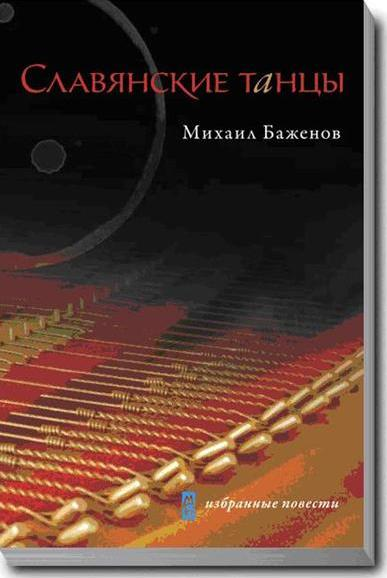 Славянские танцы
Михаил Баженов
избранные повести